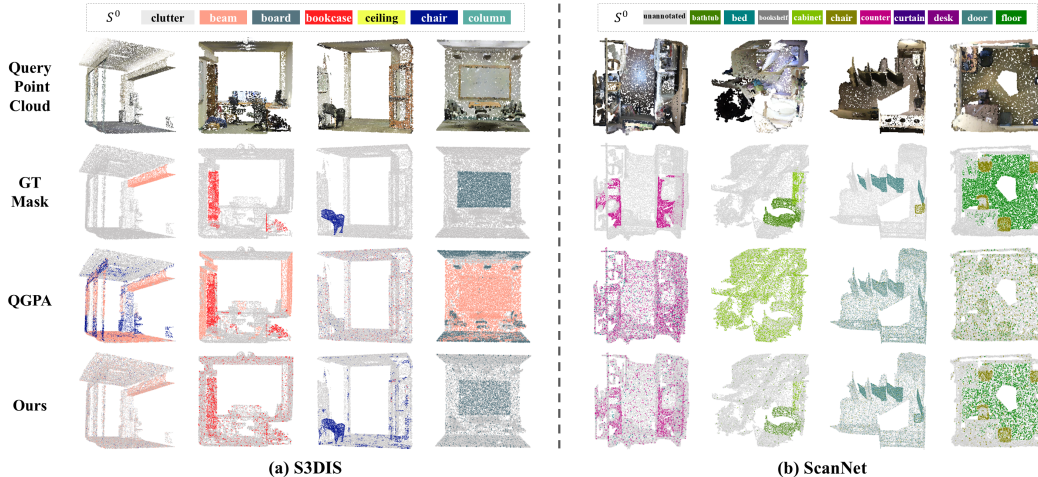 S⁰ clutter beam board bookcase ceiling chair column
S⁰ unannotated bathtub bed bookshelf cabinet chair counter curtain desk door floor
Query
Point
Cloud
GT
Mask
QGPA
Ours
(a) S3DIS
(b) ScanNet